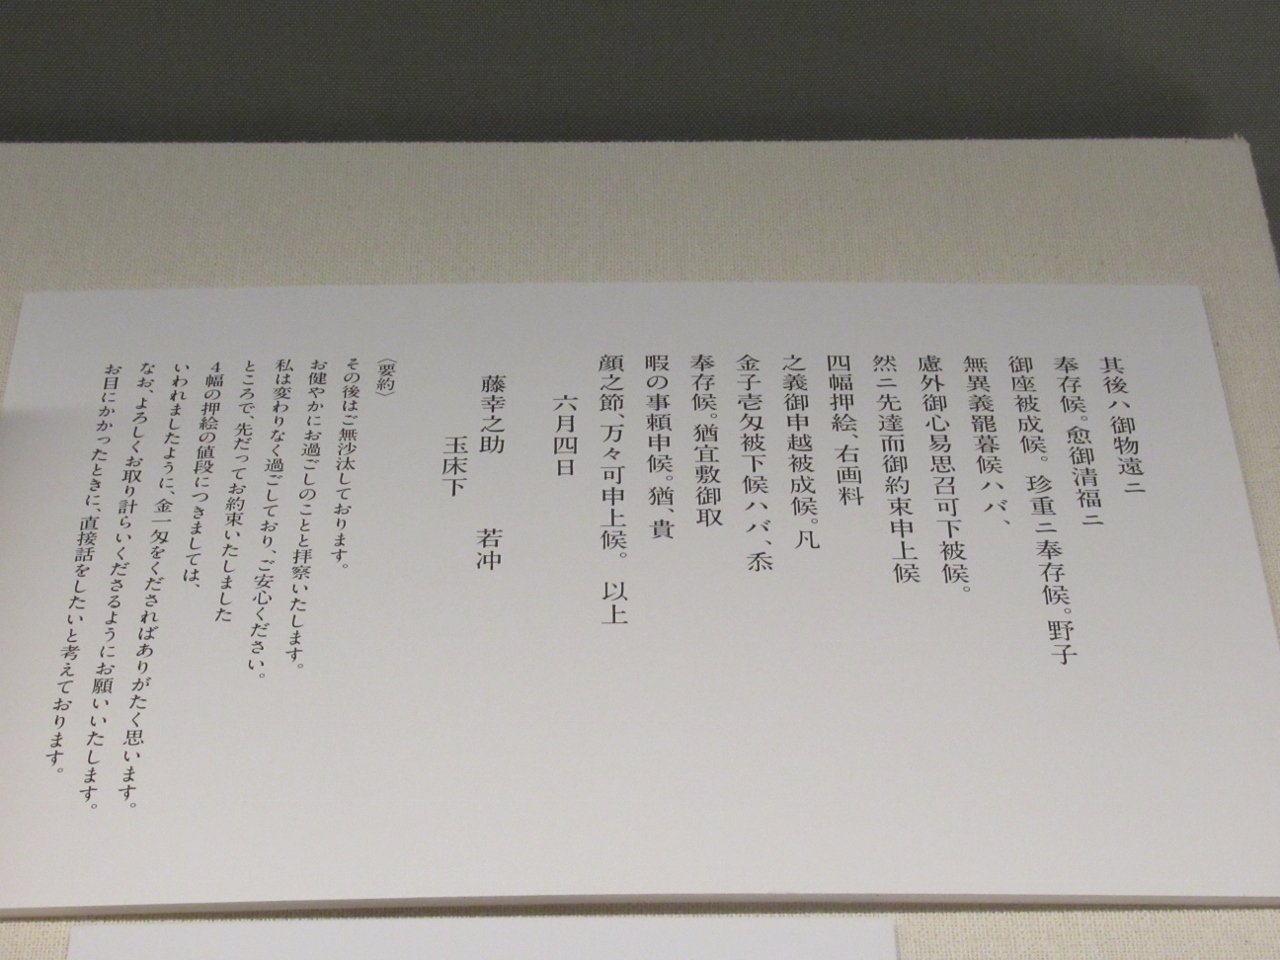 其後ハ御物遠ニ
奉存候。愈御清福ニ
御座被成候。珍重ニ奉存候。野子
無異義罷暮候ハバ、
慮外御心易思召可下被候。
然ニ先達而御約束申上候
四幅押絵、右画料
之義御申越被成候。凡
金子壱匁被下候ハバ、忝
奉存候。猶宜敷御取
暇の事頼申候。猶、貴
顔之節、万々可申上候。 以上
六月四日
藤幸之助 若冲
玉床下
〈要約〉
その後はご無沙汰しております。
お健やかにお過ごしのことと拝察いたします。
私は変わりなく過ごしており、ご安心ください。
ところで、先だってお約束いたしました
4幅の押絵の値段につきましては、
いわれましたように、金一匁をくださればありがたく思います。
なお、よろしくお取り計らいくださるようにお願いいたします。
お目にかかったときに、直接話をしたいと考えております。